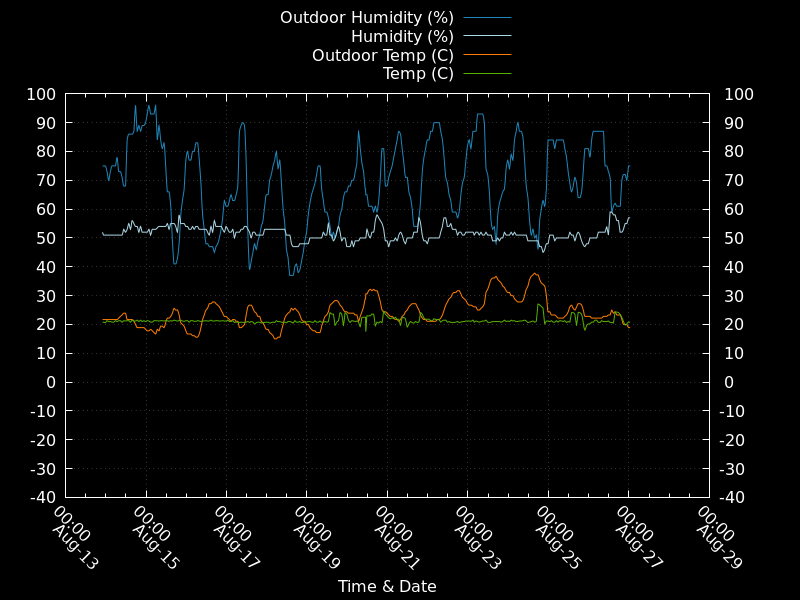 Outdoor Humidity (%)
Humidity (%)
Outdoor Temp (C)
Temp (C)
100 100
90 90
80 80
70 70
60 60
50 50
40 40
30 30
20 20
10 10
0 0
-10 -10
-20 -20
-30 -30
-40 -40
00:00
Aug-13
00:00
Aug-15
00:00
Aug-17
00:00
Aug-19
00:00
Aug-21
00:00
Aug-23
00:00
Aug-25
00:00
Aug-27
00:00
Aug-29
Time & Date